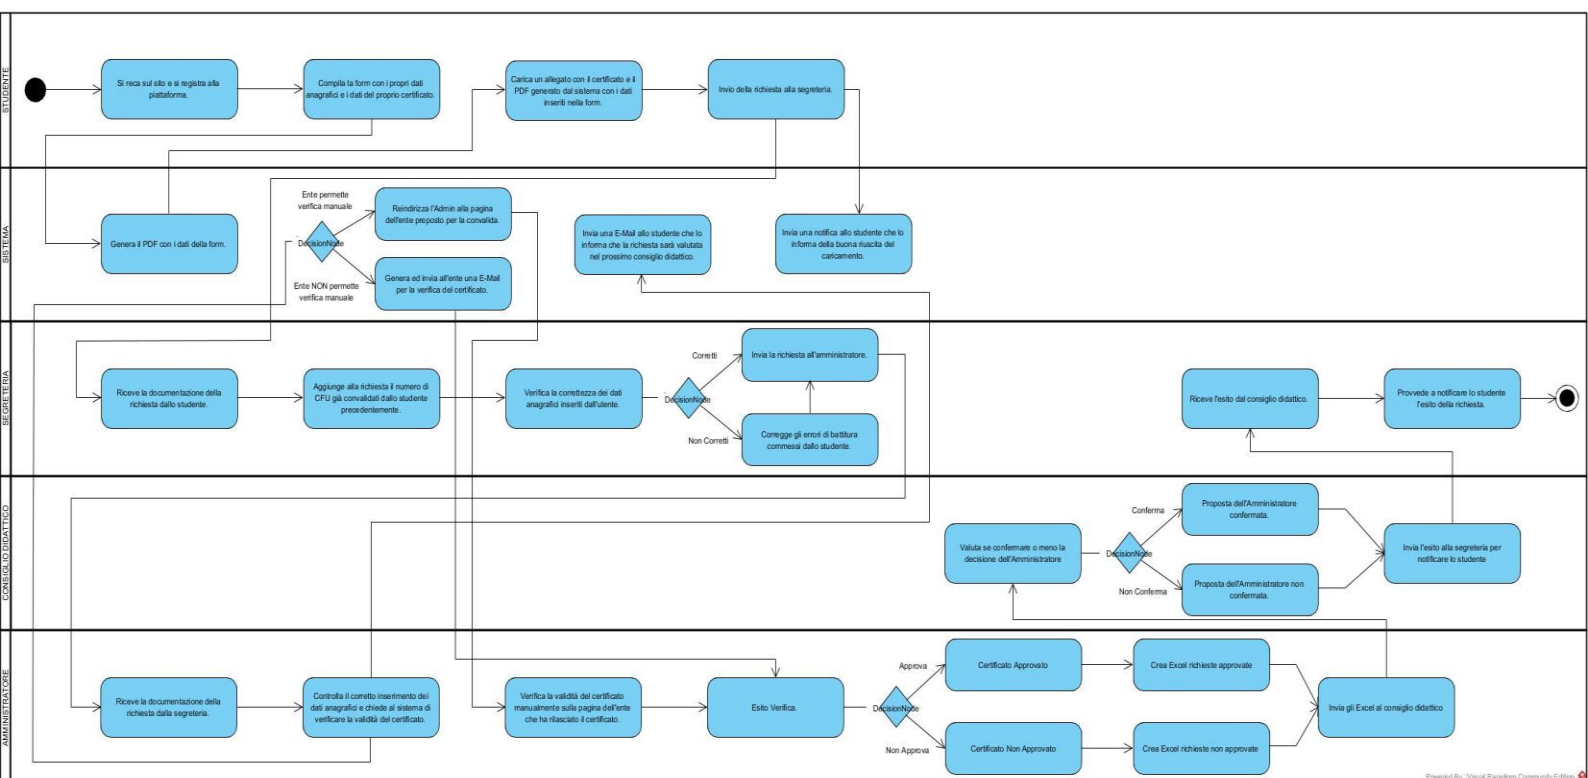 STUDENTE
Si reca sul sito e si registra alla
piattaforma.
Compila la form con i propri dati
anagrafici e i dati del proprio certificato.
Carica un allegato con il certificato e il
PDF generato dal sistema con i dati
inseriti nella form.
Invio della richiesta alla segreteria.
SISTEMA
Genera il PDF con i dati della form.
DecisionNode
Ente permette
verifica manuale
Reindirizza l'Admin alla pagina
dell'ente preposto per la convalida.
Ente NON permette
verifica manuale
Genera ed invia all'ente una E-Mail
per la verifica del certificato.
Invia una E-Mail allo studente che lo
informa che la richiesta sarà valutata
nel prossimo consiglio didattico.
Invia una notifica allo studente che lo
informa della buona riuscita del
caricamento.
SEGRETERIA
Riceve la documentazione della
richiesta dallo studente.
Aggiunge alla richiesta il numero di
CFU già convalidati dallo studente
precedentemente.
Verifica la correttezza dei dati
anagrafici inseriti dall'utente.
DecisionNode
Corretti
Invia la richiesta all'amministratore.
Non Corretti
Corregge gli errori di battitura
commessi dallo studente.
Riceve l'esito dal consiglio didattico.
Provvede a notificare lo studente
l'esito della richiesta.
CONSIGLIO DIDATTICO
Valuta se confermare o meno la
decisione dell'Amministratore
DecisionNode
Conferma
Proposta dell'Amministratore
confermata.
Non Conferma
Proposta dell'Amministratore non
confermata.
Invia l'esito alla segreteria per
notificare lo studente
AMMINISTRATORE
Riceve la documentazione della
richiesta dalla segreteria.
Controlla il corretto inserimento dei
dati anagrafici e chiede al sistema di
verificare la validità del certificato.
Verifica la validità del certificato
manualmente sulla pagina dell'ente
che ha rilasciato il certificato.
Esito Verifica.
DecisionNode
Approva
Certificato Approvato
Crea Excel richieste approvate
Non Approva
Certificato Non Approvato
Crea Excel richieste non approvate
Invia gli Excel al consiglio didattico
Powered By Visual Paradigm Community Edition